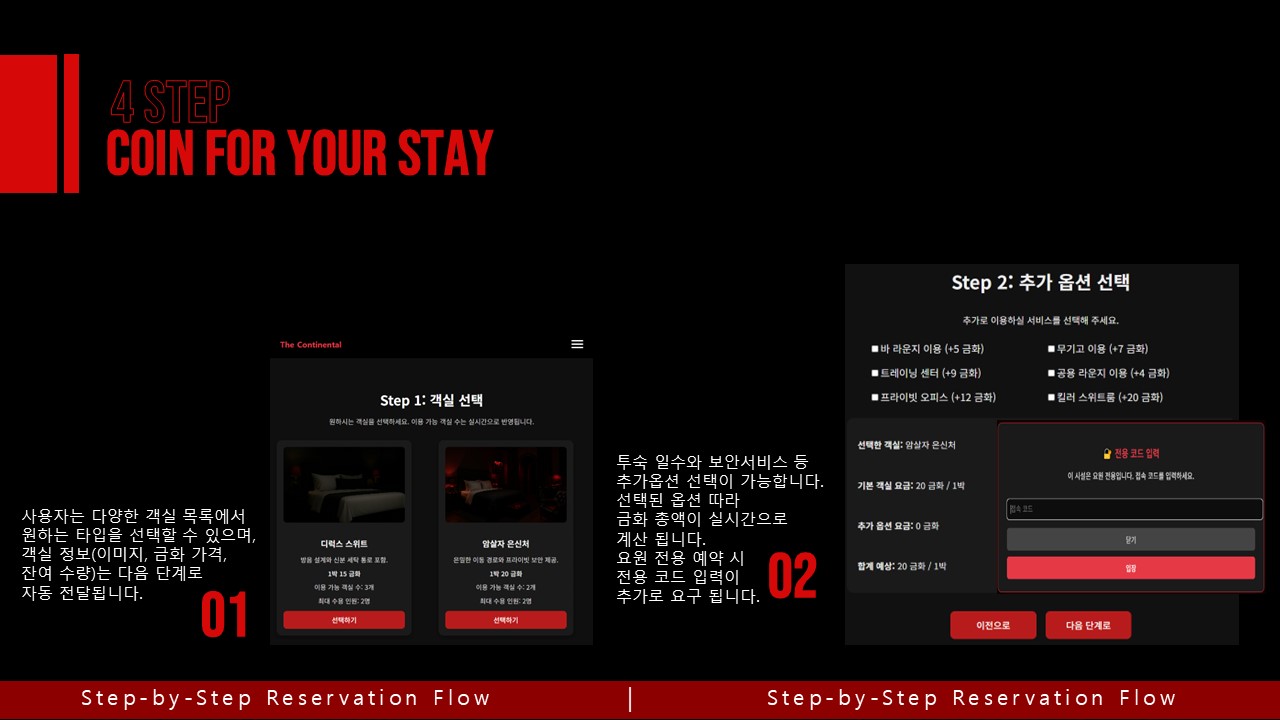 4 STEP
COIN FOR YOUR STAY
사용자는 다양한 객실 목록에서
원하는 타입을 선택할 수 있으며,
객실 정보(이미지, 금화 가격,
잔여 수량)는 다음 단계로
자동 전달됩니다.
01
The Continental
Step 1: 객실 선택
원하시는 객실을 선택하세요. 이용 가능 객실 수는 실시간으로 반영됩니다.
디럭스 스위트
방음 설계와 신분 세탁 통로 포함.
1박 15 금화
이용 가능 객실 수: 3개
최대 수용 인원: 2명
선택하기
암살자 은신처
은밀한 이동 경로와 프라이빗 보안 제공.
1박 20 금화
이용 가능 객실 수: 2개
최대 수용 인원: 2명
선택하기
투숙 일수와 보안서비스 등
추가옵션 선택이 가능합니다.
선택된 옵션 따라
금화 총액이 실시간으로
계산 됩니다.
요원 전용 예약 시
전용 코드 입력이
추가로 요구 됩니다.
02
Step 2: 추가 옵션 선택
추가로 이용하실 서비스를 선택해 주세요.
바 라운지 이용 (+5 금화)
무기고 이용 (+7 금화)
트레이닝 센터 (+9 금화)
공용 라운지 이용 (+4 금화)
프라이빗 오피스 (+12 금화)
킬러 스위트룸 (+20 금화)
선택한 객실: 암살자 은신처
기본 객실 요금: 20 금화 / 1박
추가 옵션 요금: 0 금화
합계 예상: 20 금화 / 1박
전용 코드 입력
이 시설은 요원 전용입니다. 접속 코드를 입력하세요.
접속 코드
닫기
입장
이전으로
다음 단계로
Step-by-Step Reservation Flow | Step-by-Step Reservation Flow